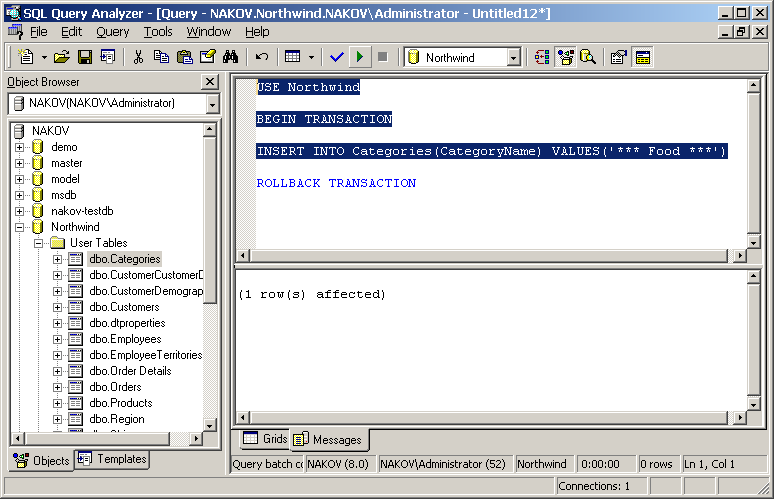 SQL Query Analyzer - [Query - NAKOV.Northwind.NAKOV\Administrator - Untitled12*]
File Edit Query Tools Window Help
Northwind
Object Browser
NAKOV(NAKOV\Administrator)
NAKOV
demo
master
model
msdb
nakov-testdb
Northwind
User Tables
dbo.Categories
dbo.CustomerCustomerD
dbo.CustomerDemograp
dbo.Customers
dbo.dtproperties
dbo.Employees
dbo.EmployeeTerritories
dbo.Order Details
dbo.Orders
dbo.Products
dbo.Region
Objects Templates
USE Northwind
BEGIN TRANSACTION
INSERT INTO Categories(CategoryName) VALUES('*** Food ***')
ROLLBACK TRANSACTION
(1 row(s) affected)
Grids Messages
Query batch co NAKOV (8.0) NAKOV\Administrator (52) Northwind 0:00:00 0 rows Ln 1, Col 1
Connections: 1